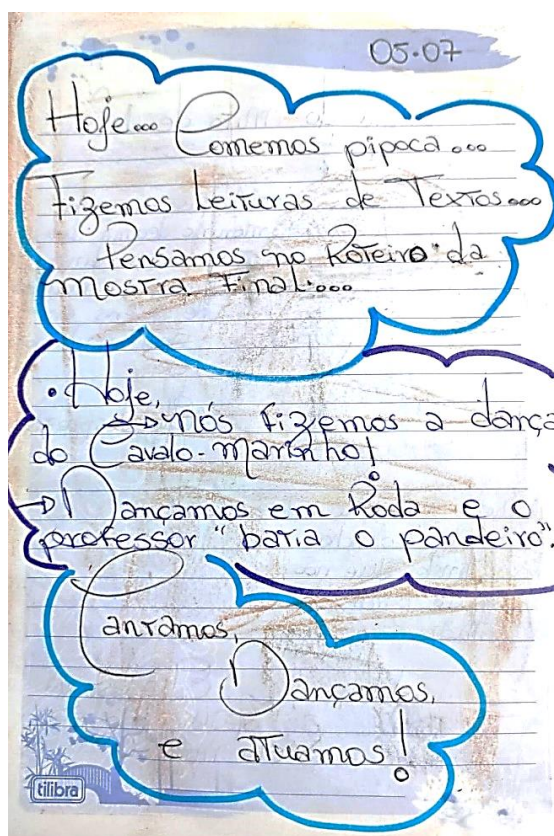 05.07
Hoje... Comemos pipoca...
Fizemos Leituras de Textos...
Pensamos no Roteiro da
mostra Final....
. Hoje,
→ nós fizemos a dança
do Cavalo-marinho!
→ Dançamos em Roda e o
professor "batia o pandeiro".
Cantamos,
Dançamos,
e atuamos!
tilibra